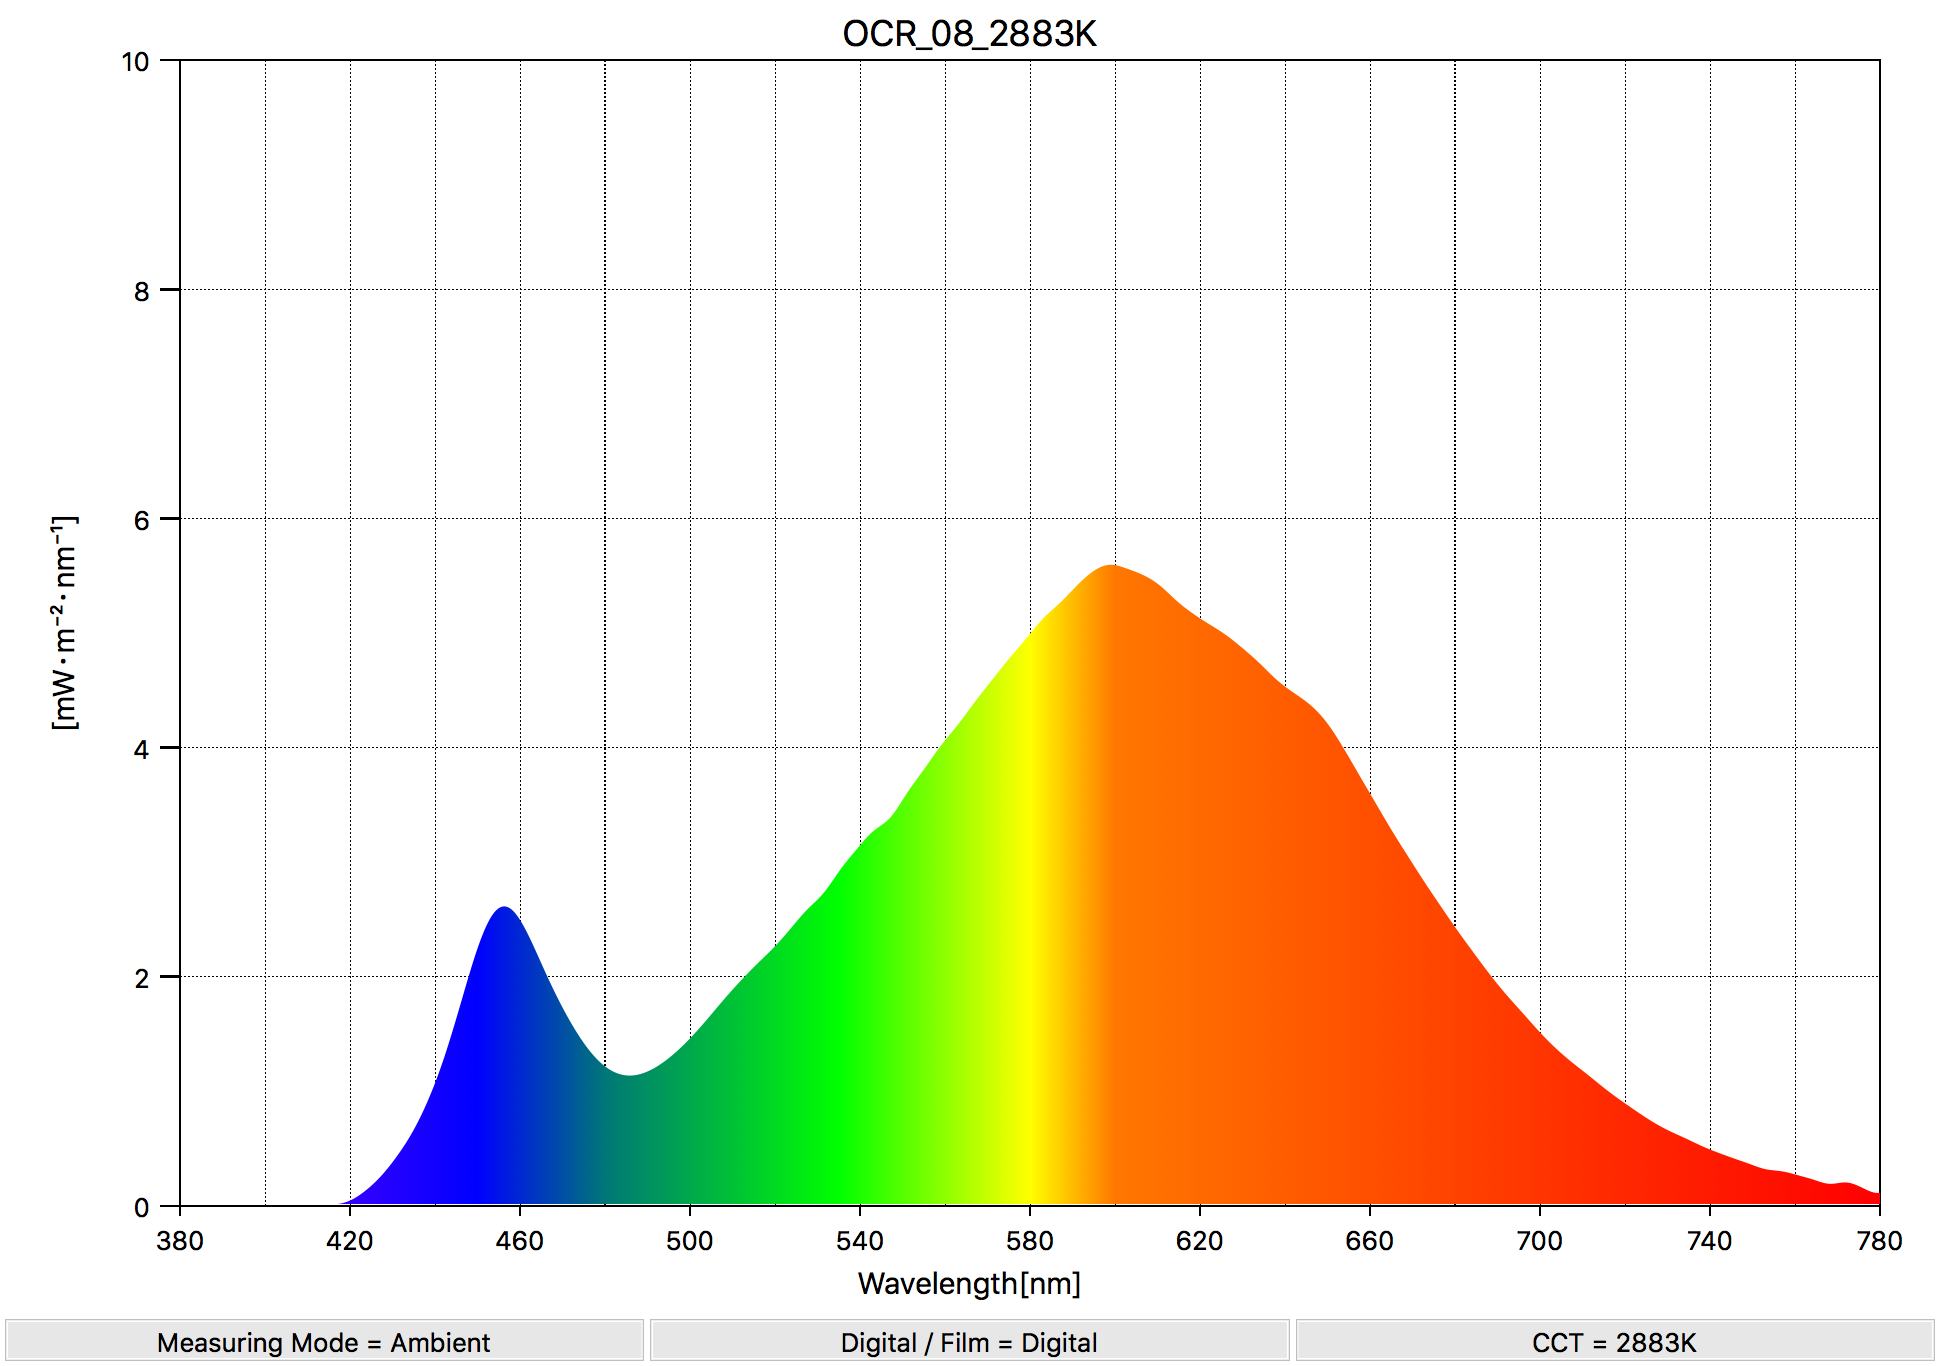 OCR_08_2883K
10
8
6
4
2
0
[mW·m⁻²·nm⁻¹]
380 420 460 500 540 580 620 660 700 740 780
Wavelength[nm]
Measuring Mode = Ambient
Digital / Film = Digital
CCT = 2883K